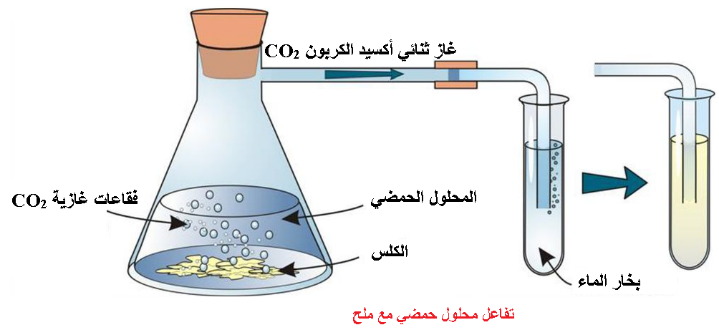 غاز ثنائي أكسيد الكربون CO₂
فقاعات غازية CO₂
المحلول الحمضي
الكلس
بخار الماء
تفاعل محلول حمضي مع ملح